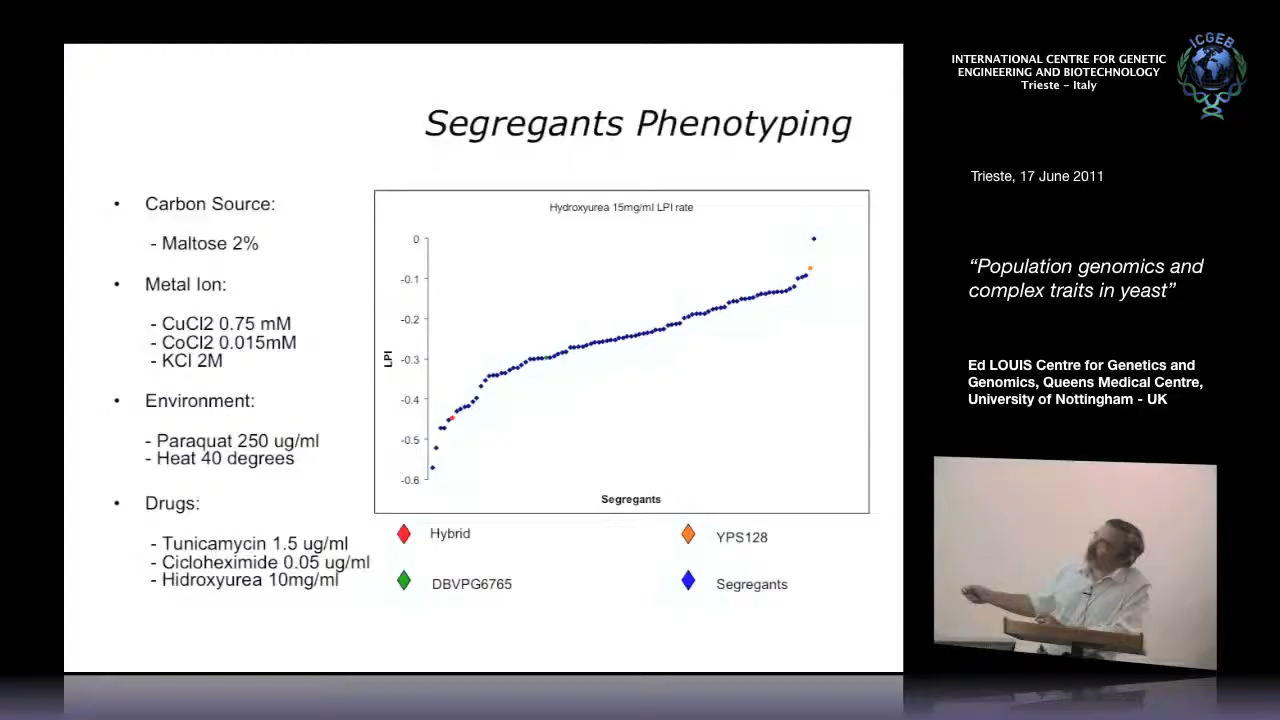 Segregants Phenotyping
• Carbon Source:
- Maltose 2%
• Metal Ion:
- CuCl2 0.75 mM
- CoCl2 0.015mM
- KCl 2M
• Environment:
- Paraquat 250 ug/ml
- Heat 40 degrees
• Drugs:
- Tunicamycin 1.5 ug/ml
- Cicloheximide 0.05 ug/ml
- Hidroxyurea 10mg/ml
Hydroxyurea 15mg/ml LPI rate
0
-0.1
-0.2
-0.3
-0.4
-0.5
-0.6
LPI
Segregants
Hybrid
YPS128
DBVPG6765
Segregants
INTERNATIONAL CENTRE FOR GENETIC
ENGINEERING AND BIOTECHNOLOGY
Trieste – Italy
ICGEB
Trieste, 17 June 2011
“Population genomics and
complex traits in yeast”
Ed LOUIS Centre for Genetics and
Genomics, Queens Medical Centre,
University of Nottingham - UK